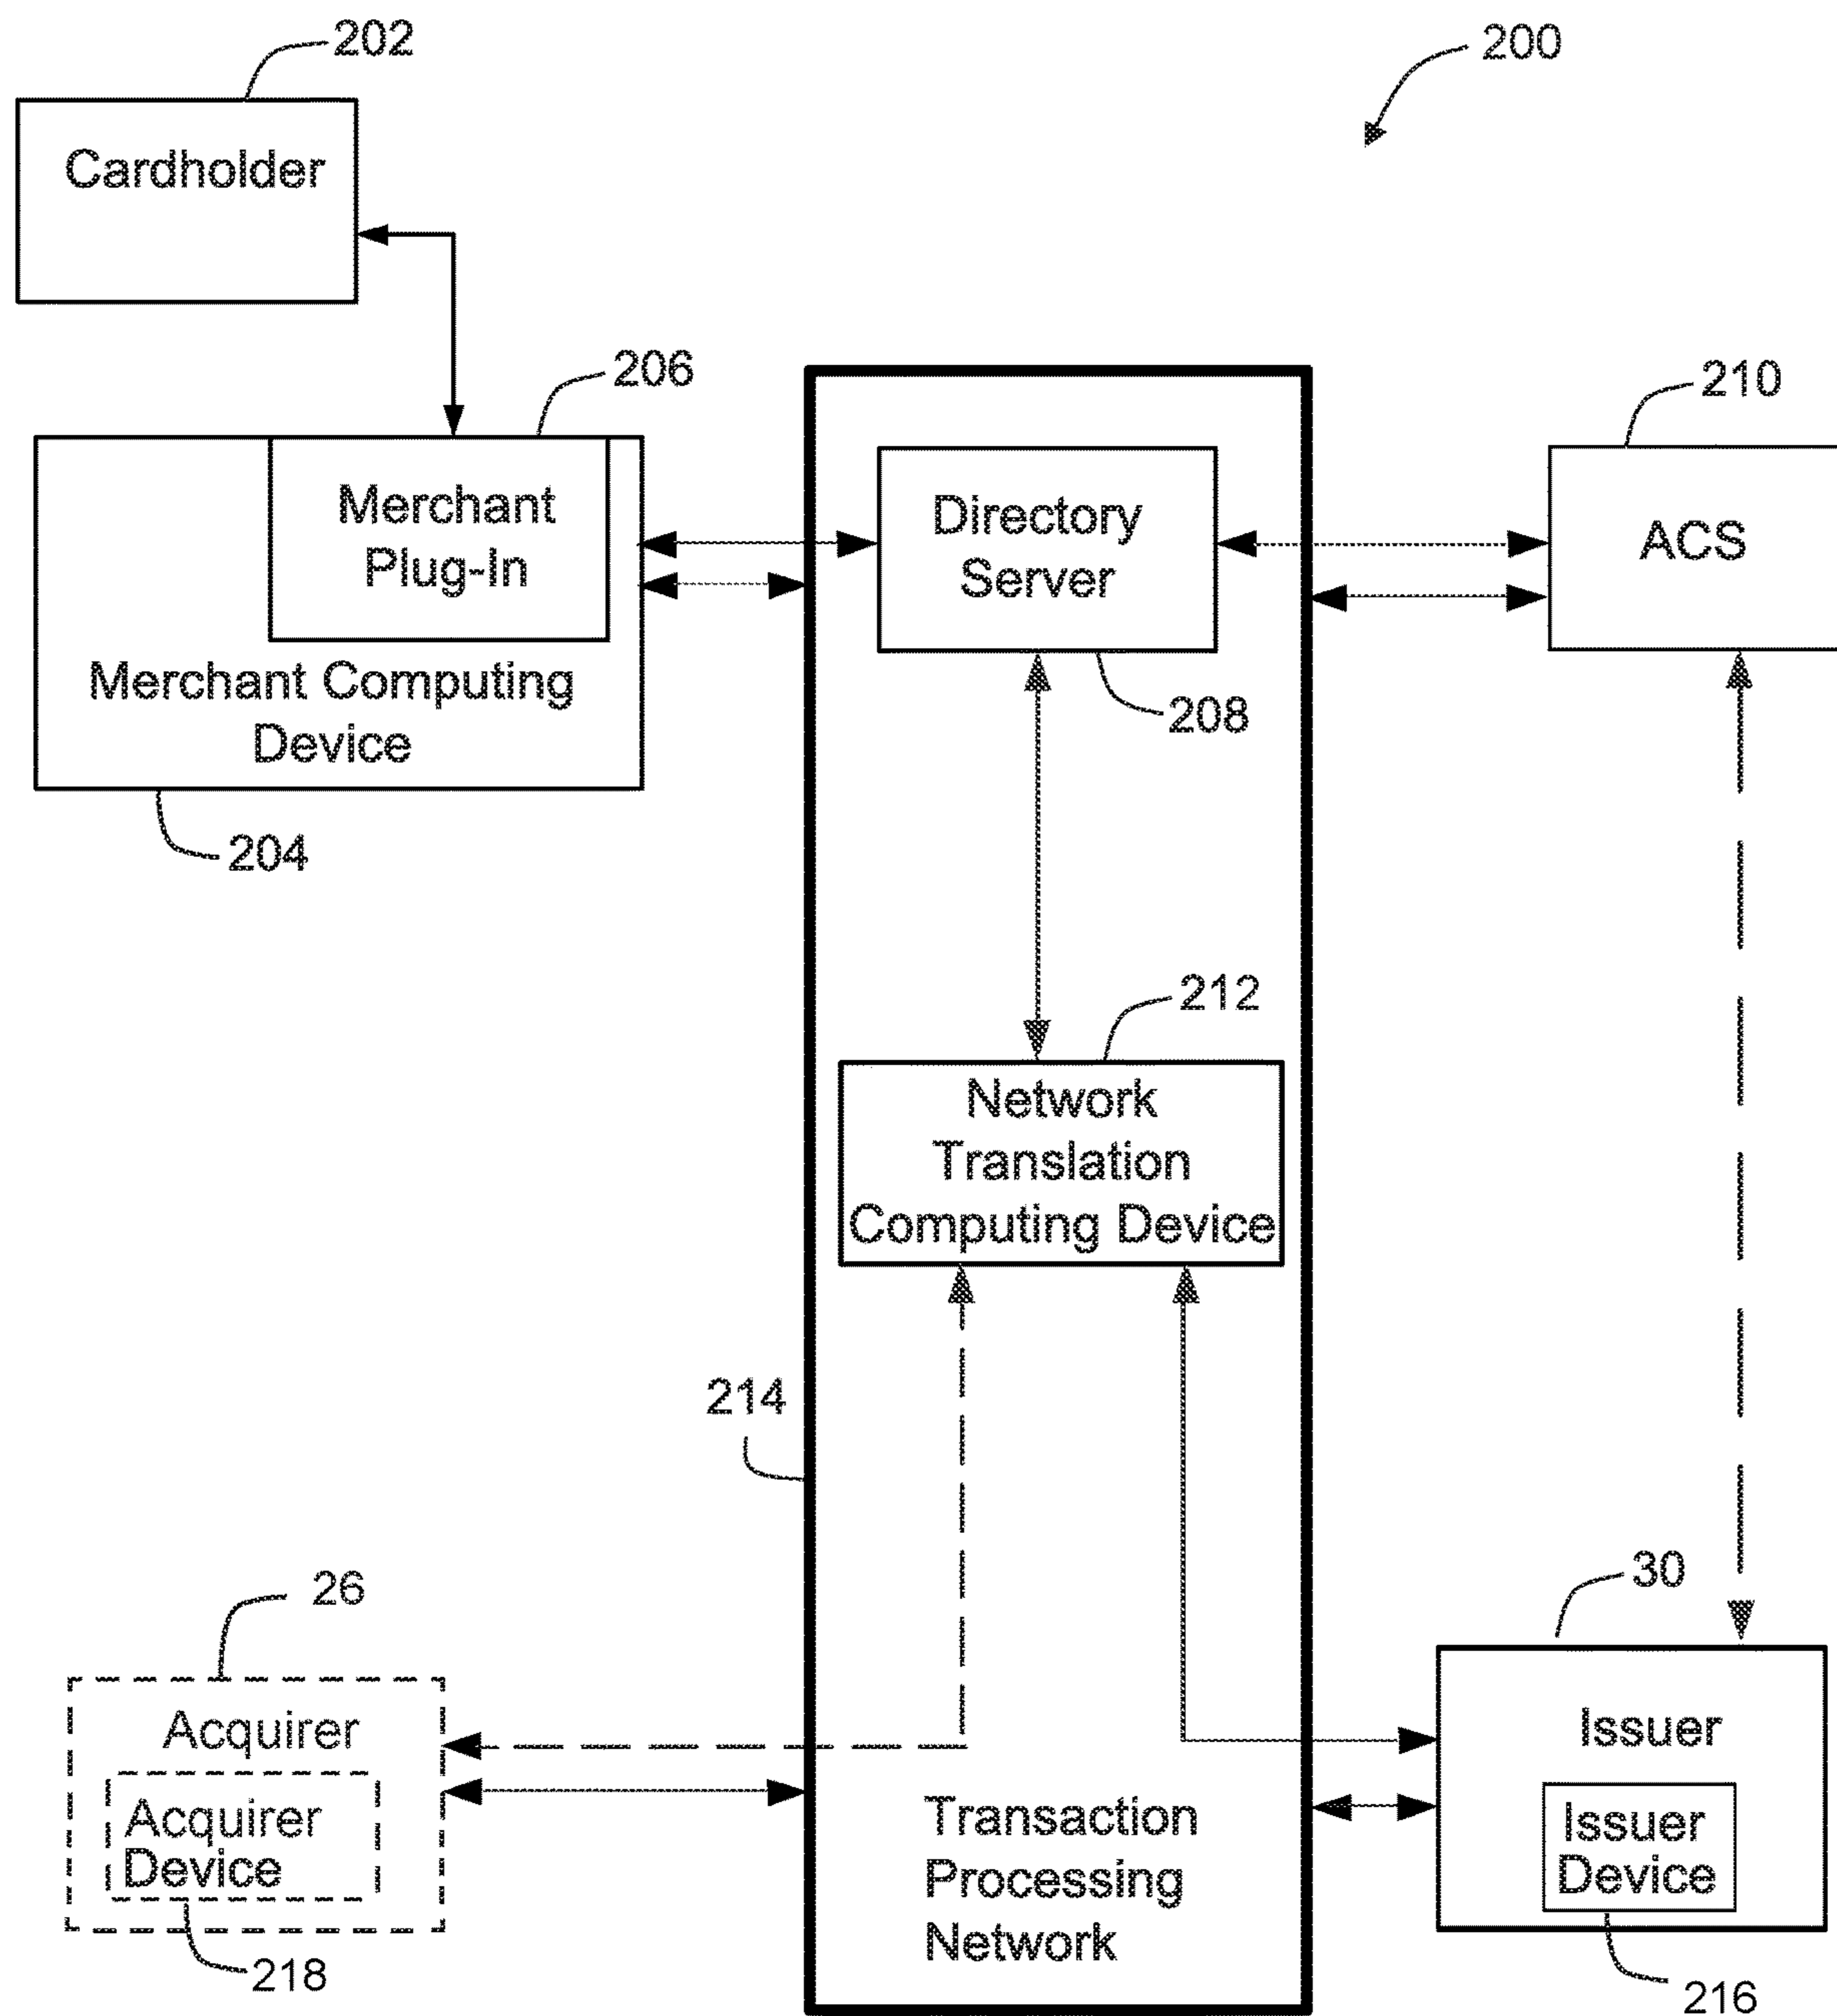 202
200
Cardholder
206
210
Merchant
Plug-In
Merchant Computing
Device
204
Directory
Server
208
ACS
212
Network
Translation
Computing Device
214
26
Acquirer
Acquirer
Device
218
Transaction
Processing
Network
30
Issuer
Issuer
Device
216